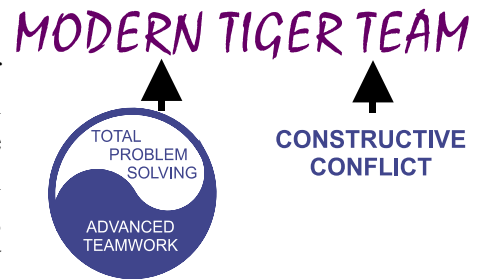 MODERN TIGER TEAM
TOTAL
PROBLEM
SOLVING
ADVANCED
TEAMWORK
CONSTRUCTIVE
CONFLICT